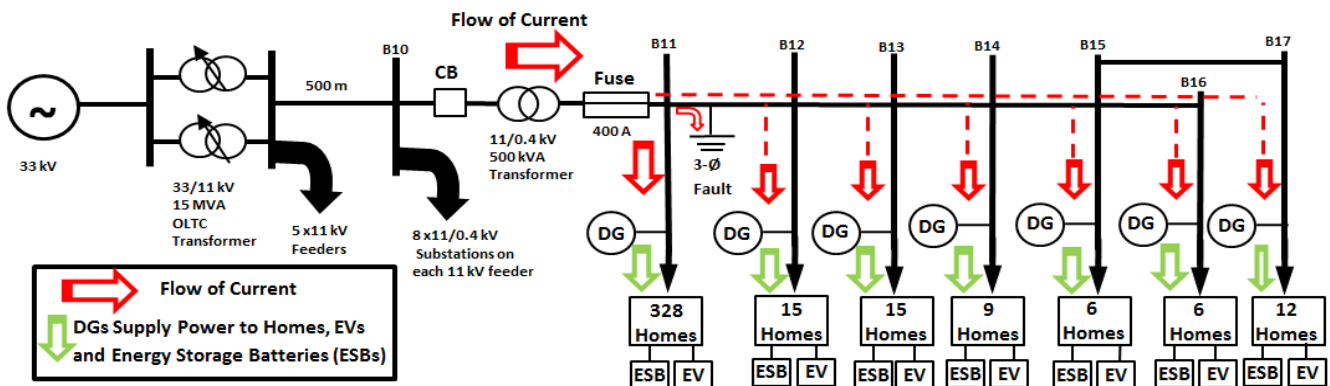 Flow of Current
B10
B11
B12
B13
B14
B15
B17
B16
CB
Fuse
500 m
~
400 A
33 kV
11/0.4 kV
500 kVA
Transformer
3-Ø
Fault
33/11 kV
15 MVA
OLTC
Transformer
5 x11 kV
Feeders
8 x11/0.4 kV
Substations on
each 11 kV feeder
DG
DG
DG
DG
DG
DG
DG
Flow of Current
DGs Supply Power to Homes, EVs
and Energy Storage Batteries (ESBs)
328
Homes
15
Homes
15
Homes
9
Homes
6
Homes
6
Homes
12
Homes
ESB EV
ESB EV
ESB EV
ESB EV
ESB EV
ESB EV
ESB EV